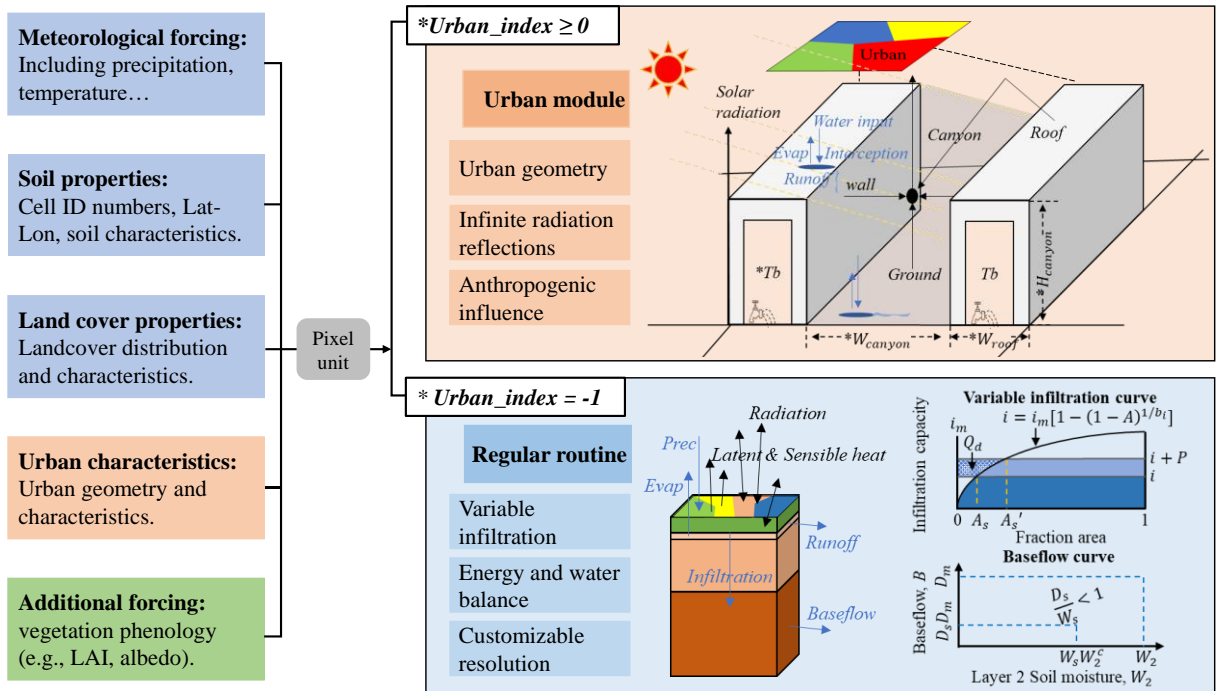 Meteorological forcing:
Including precipitation,
temperature…
Soil properties:
Cell ID numbers, Lat-
Lon, soil characteristics.
Land cover properties:
Landcover distribution
and characteristics.
Urban characteristics:
Urban geometry and
characteristics.
Additional forcing:
vegetation phenology
(e.g., LAI, albedo).
Pixel
unit
*Urban_index ≥ 0
Urban module
Urban geometry
Infinite radiation
reflections
Anthropogenic
influence
Urban
Solar
radiation
Water input
Evap
Interception
Runoff
wall
Canyon
Roof
Ground
*Tb
Tb
*H_canyon
*W_canyon
*W_roof
* Urban_index = -1
Regular routine
Variable
infiltration
Energy and water
balance
Customizable
resolution
Radiation
Prec
Latent & Sensible heat
Evap
Runoff
Infiltration
Baseflow
Variable infiltration curve
Infiltration capacity
i_m
i = i_m[1 - (1 - A)^{1/b_i}]
Q_d
i + P
i
0
A_s
A_s'
1
Fraction area
Baseflow curve
Baseflow, B
D_m
D_sD_m
D_s/W_s < 1
W_sW_2^c
W_2
Layer 2 Soil moisture, W_2